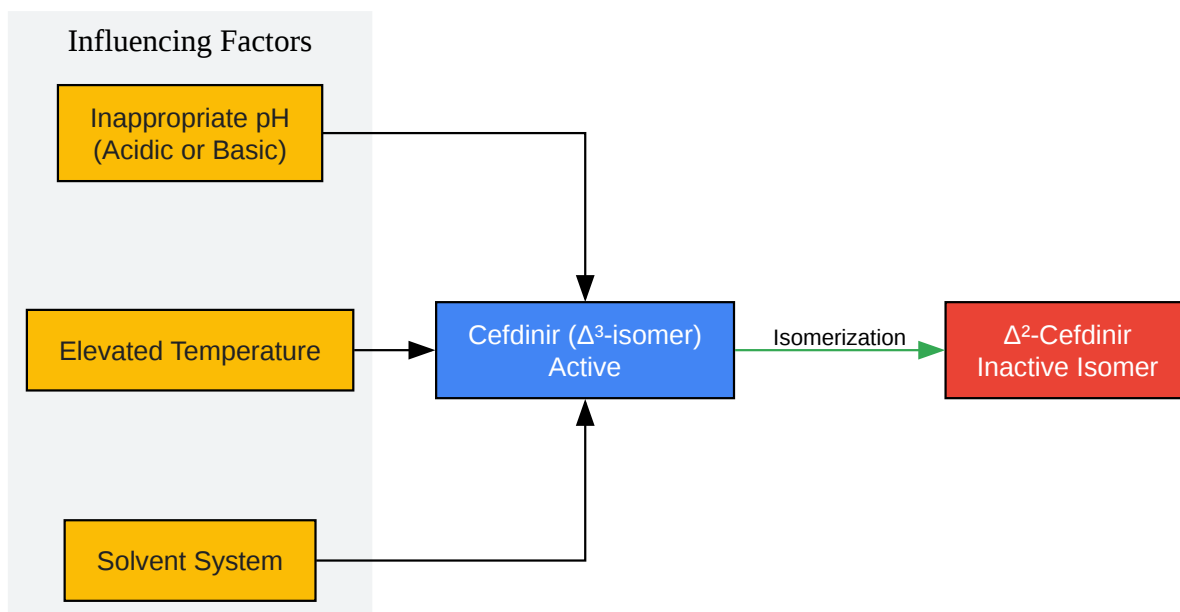 Influencing Factors
Inappropriate pH
(Acidic or Basic)
Elevated Temperature
Cefdinir (Δ³-isomer)
Active
Isomerization
Δ²-Cefdinir
Inactive Isomer
Solvent System